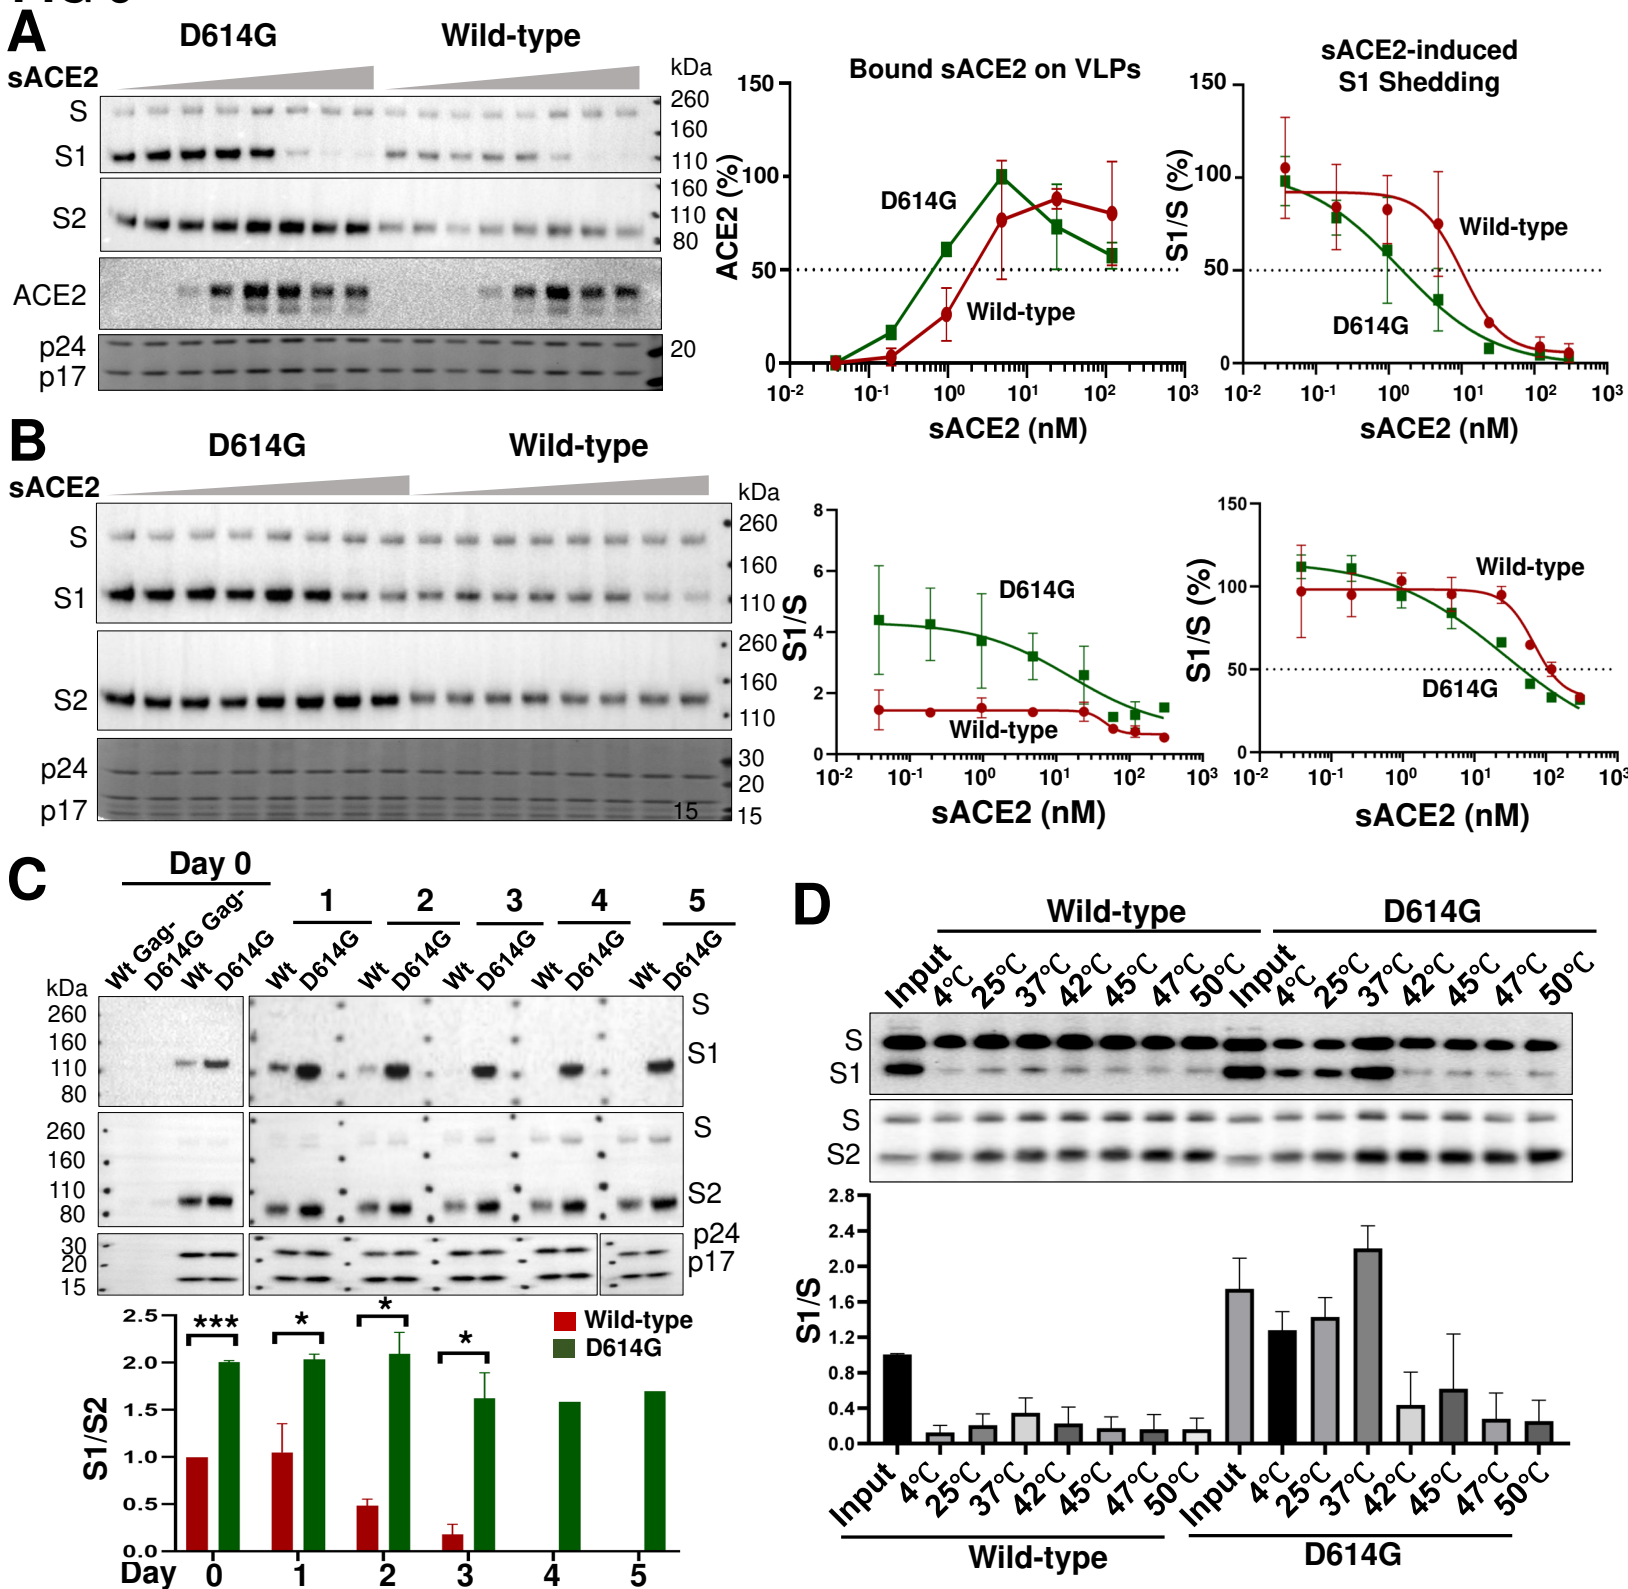 A
D614G
Wild-type
sACE2
kDa
S
S1
S2
ACE2
p24
p17
260
160
110
160
110
80
20
Bound sACE2 on VLPs
ACE2 (%)
150
100
50
0
D614G
Wild-type
10-2 10-1 100 101 102 103
sACE2 (nM)
sACE2-induced
S1 Shedding
S1/S (%)
150
100
50
0
Wild-type
D614G
10-2 10-1 100 101 102 103
sACE2 (nM)
B
D614G
Wild-type
sACE2
kDa
S
S1
S2
p24
p17
260
160
110
260
160
110
30
20
15
15
S1/S
8
6
4
2
0
D614G
Wild-type
10-2 10-1 100 101 102 103
sACE2 (nM)
S1/S (%)
150
100
50
0
Wild-type
D614G
10-2 10-1 100 101 102 103
sACE2 (nM)
C
Day 0
1 2 3 4 5
Wt Gag-
D614G Gag-
Wt
D614G
Wt
D614G
Wt
D614G
Wt
D614G
Wt
D614G
Wt
D614G
kDa
260
160
110
80
260
160
110
80
30
20
15
S
S1
S
S2
p24
p17
S1/S2
2.5
2.0
1.5
1.0
0.5
0.0
***
*
*
*
Wild-type
D614G
Day 0 1 2 3 4 5
D
Wild-type
D614G
Input 4°C 25°C 37°C 42°C 45°C 47°C 50°C Input 4°C 25°C 37°C 42°C 45°C 47°C 50°C
S
S1
S
S2
S1/S
2.8
2.4
2.0
1.6
1.2
0.8
0.4
0.0
Input 4°C 25°C 37°C 42°C 45°C 47°C 50°C Input 4°C 25°C 37°C 42°C 45°C 47°C 50°C
Wild-type
D614G